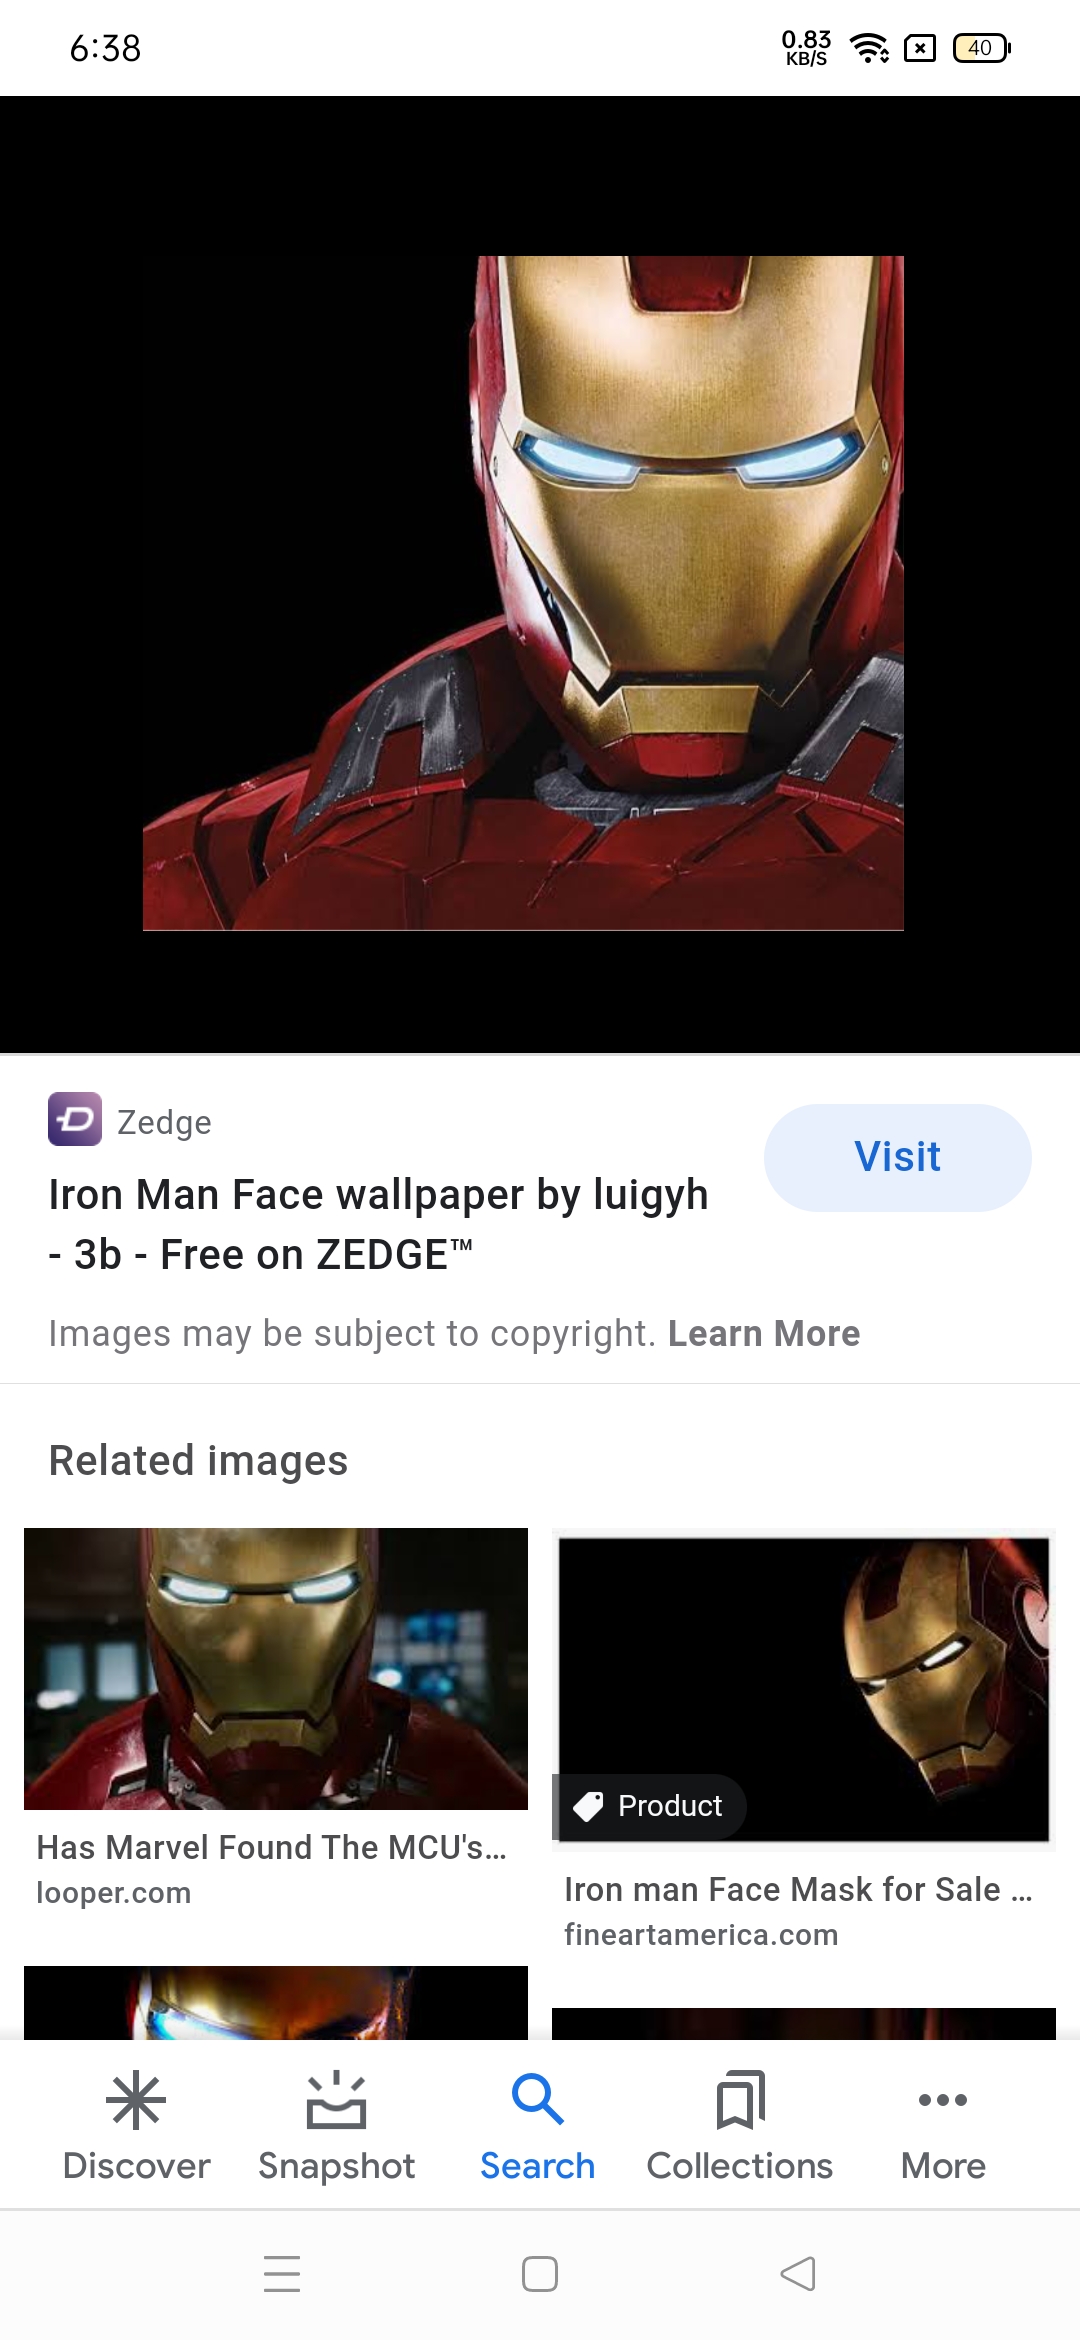 6:38
0.83
KB/S
40
Zedge
Visit
Iron Man Face wallpaper by luigyh
- 3b - Free on ZEDGE™
Images may be subject to copyright. Learn More
Related images
Product
Has Marvel Found The MCU's...
looper.com
Iron man Face Mask for Sale ...
fineartamerica.com
Discover
Snapshot
Search
Collections
More